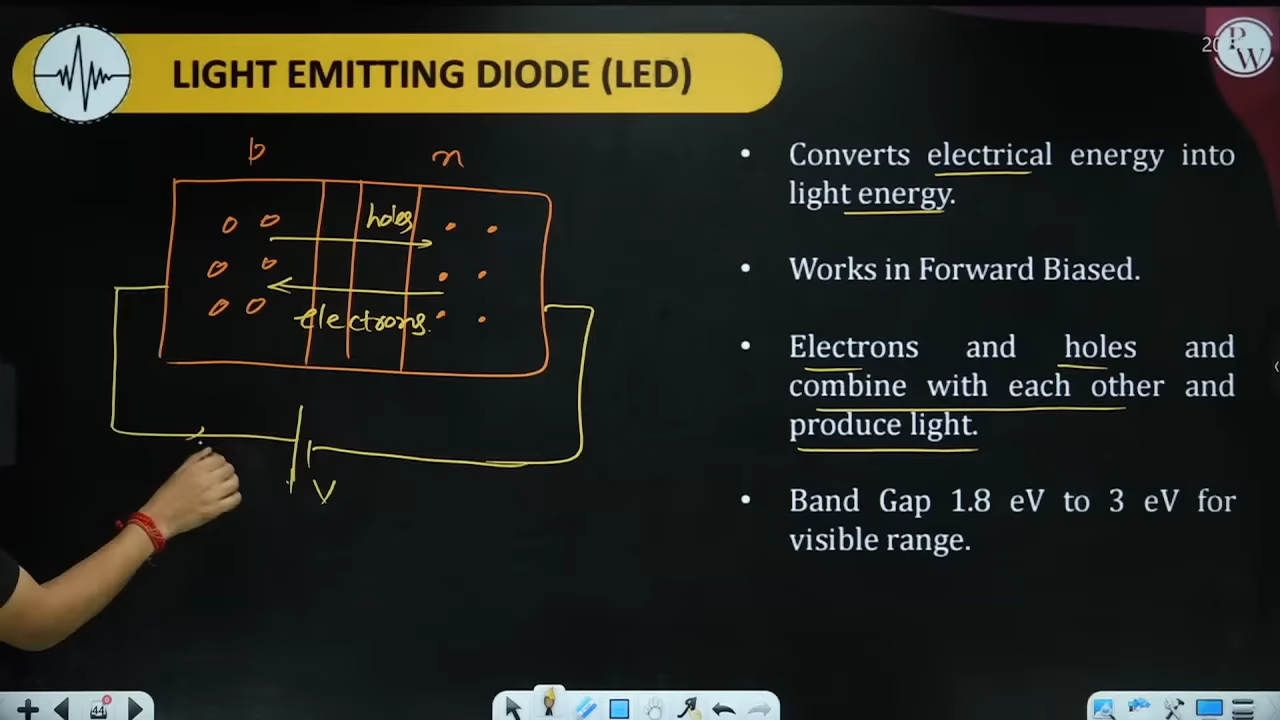 LIGHT EMITTING DIODE (LED)
p
n
holes
electrons.
V
• Converts electrical energy into
light energy.
• Works in Forward Biased.
• Electrons and holes and
combine with each other and
produce light.
• Band Gap 1.8 eV to 3 eV for
visible range.
PW
44